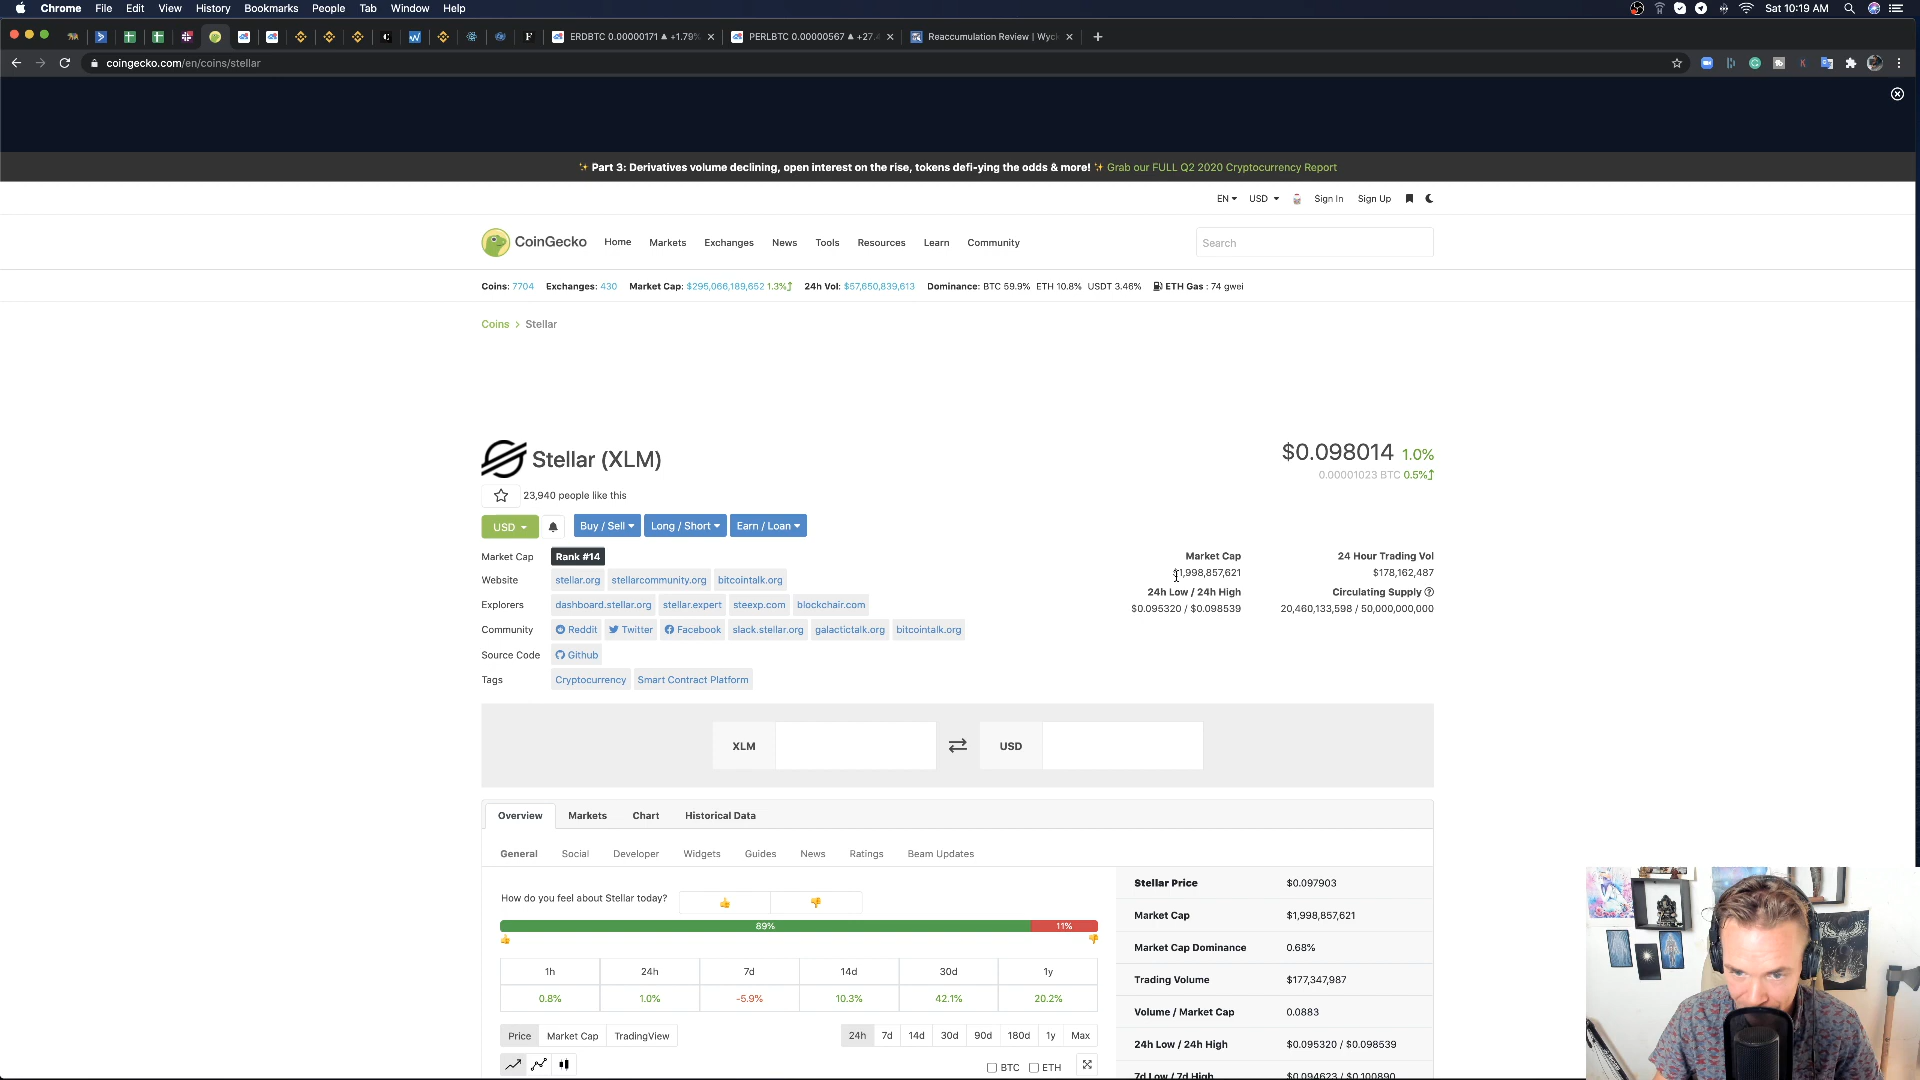 Chrome File Edit View History Bookmarks People Tab Window Help Sat 10:19 AM
ERDBTC 0.00000171 ▲ +1.79% PERLBTC 0.00000567 ▲ +27. Reaccumulation Review | Wyc
coingecko.com/en/coins/stellar
✨ Part 3: Derivatives volume declining, open interest on the rise, tokens defi-ying the odds & more! ✨ Grab our FULL Q2 2020 Cryptocurrency Report
EN USD Sign In Sign Up
CoinGecko Home Markets Exchanges News Tools Resources Learn Community Search
Coins: 7704 Exchanges: 430 Market Cap: $295,066,189,652 1.3% 24h Vol: $57,650,839,613 Dominance: BTC 59.9% ETH 10.8% USDT 3.46% ETH Gas : 74 gwei
Coins > Stellar
Stellar (XLM) $0.098014 1.0%
0.00001023 BTC 0.5%
23,940 people like this
USD Buy / Sell Long / Short Earn / Loan
Market Cap Rank #14 Market Cap 24 Hour Trading Vol
$1,998,857,621 $178,162,487
Website stellar.org stellarcommunity.org bitcointalk.org
24h Low / 24h High Circulating Supply
Explorers dashboard.stellar.org stellar.expert steexp.com blockchair.com $0.095320 / $0.098539 20,460,133,598 / 50,000,000,000
Community Reddit Twitter Facebook slack.stellar.org galactictalk.org bitcointalk.org
Source Code Github
Tags Cryptocurrency Smart Contract Platform
XLM USD
Overview Markets Chart Historical Data
General Social Developer Widgets Guides News Ratings Beam Updates
How do you feel about Stellar today?
89% 11%
1h 24h 7d 14d 30d 1y
0.8% 1.0% -5.9% 10.3% 42.1% 20.2%
Price Market Cap TradingView 24h 7d 14d 30d 90d 180d 1y Max
BTC ETH
Stellar Price $0.097903
Market Cap $1,998,857,621
Market Cap Dominance 0.68%
Trading Volume $177,347,987
Volume / Market Cap 0.0883
24h Low / 24h High $0.095320 / $0.098539
7d Low / 7d High $0.094623 / $0.100890